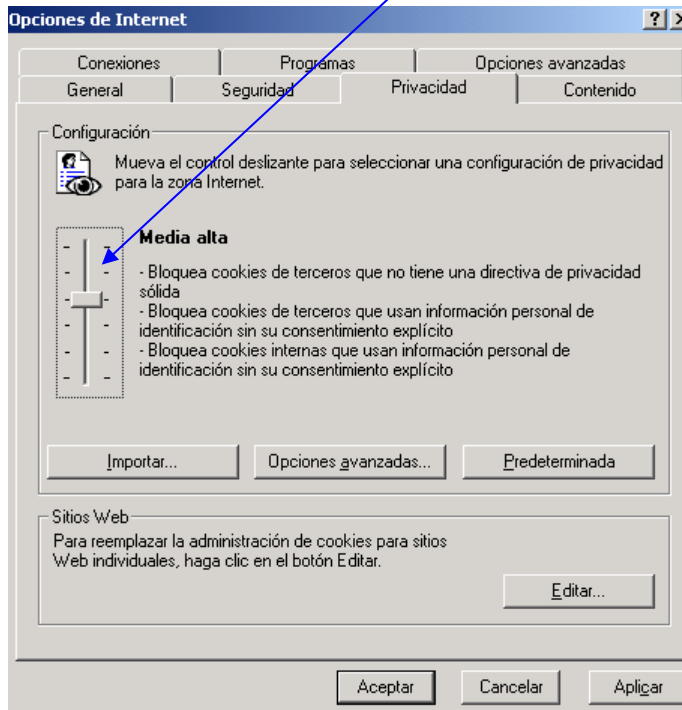 Opciones de Internet
Conexiones Programas Opciones avanzadas
General Seguridad Privacidad Contenido
Configuración
Mueva el control deslizante para seleccionar una configuración de privacidad
para la zona Internet.
Media alta
- Bloquea cookies de terceros que no tiene una directiva de privacidad
sólida
- Bloquea cookies de terceros que usan información personal de
identificación sin su consentimiento explícito
- Bloquea cookies internas que usan información personal de
identificación sin su consentimiento explícito
Importar... Opciones avanzadas... Predeterminada
Sitios Web
Para reemplazar la administración de cookies para sitios
Web individuales, haga clic en el botón Editar.
Editar...
Aceptar Cancelar Aplicar